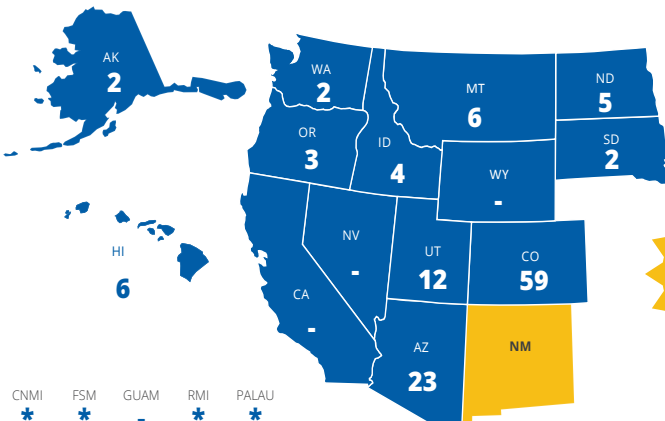 AK
2
WA
2
MT
6
ND
5
OR
3
ID
4
SD
2
WY
-
HI
6
NV
-
UT
12
CO
59
CA
-
AZ
23
NM
CNMI FSM GUAM RMI PALAU
* * - * *